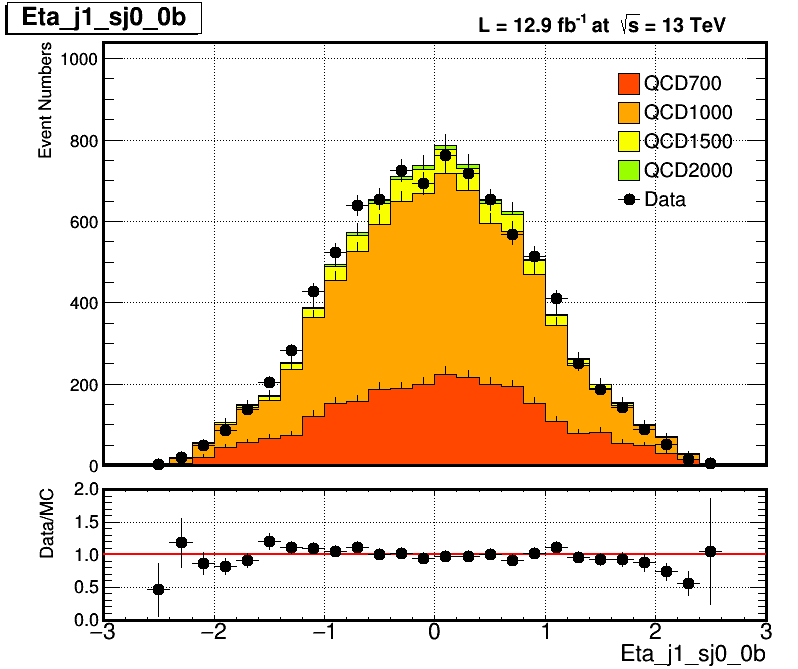 Eta_j1_sj0_0b
L = 12.9 fb⁻¹ at √s = 13 TeV
Event Numbers
1000
800
600
400
200
0
QCD700
QCD1000
QCD1500
QCD2000
Data
Data/MC
2.0
1.5
1.0
0.5
0.0
−3 −2 −1 0 1 2 3
Eta_j1_sj0_0b